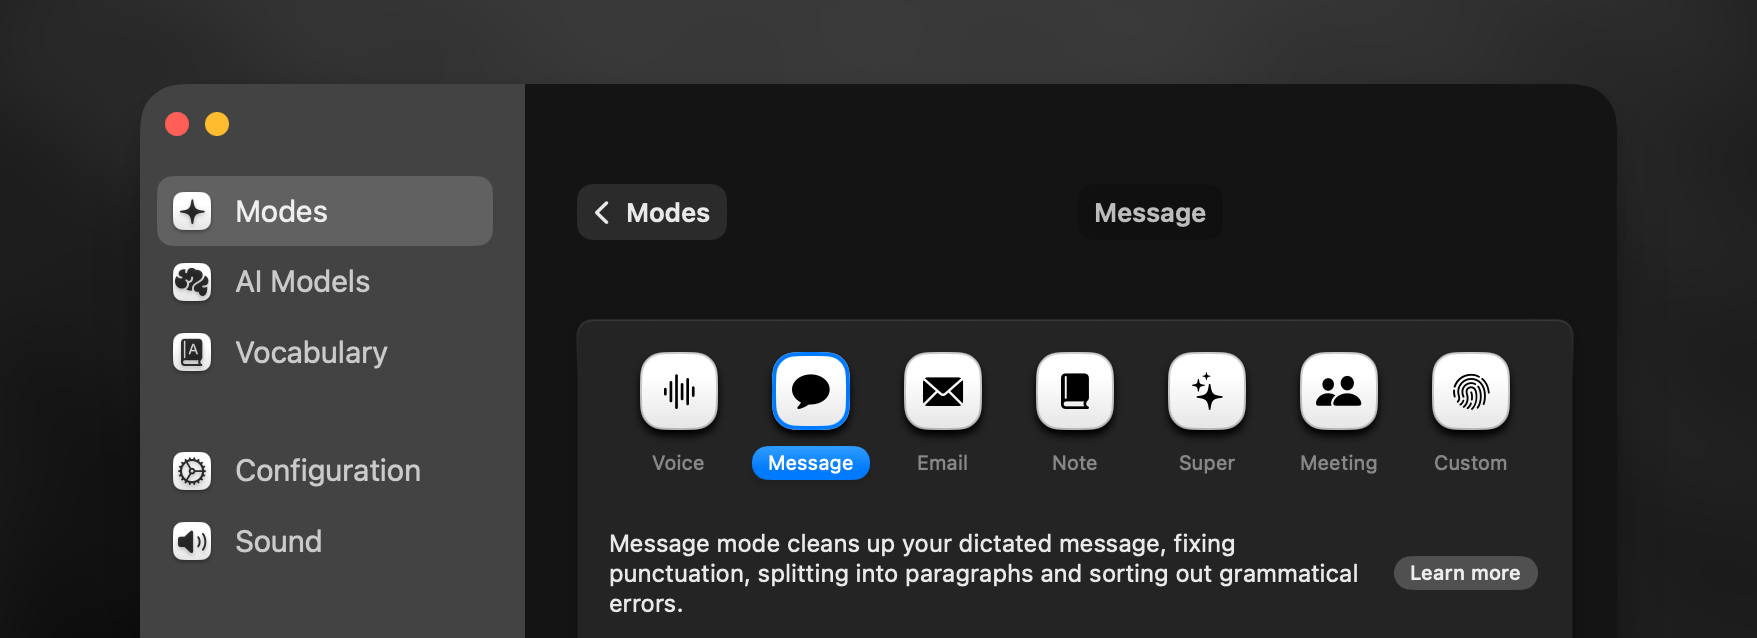 Modes
AI Models
Vocabulary
Configuration
Sound
Modes
Message
Voice
Message
Email
Note
Super
Meeting
Custom
Message mode cleans up your dictated message, fixing
punctuation, splitting into paragraphs and sorting out grammatical
errors.
Learn more